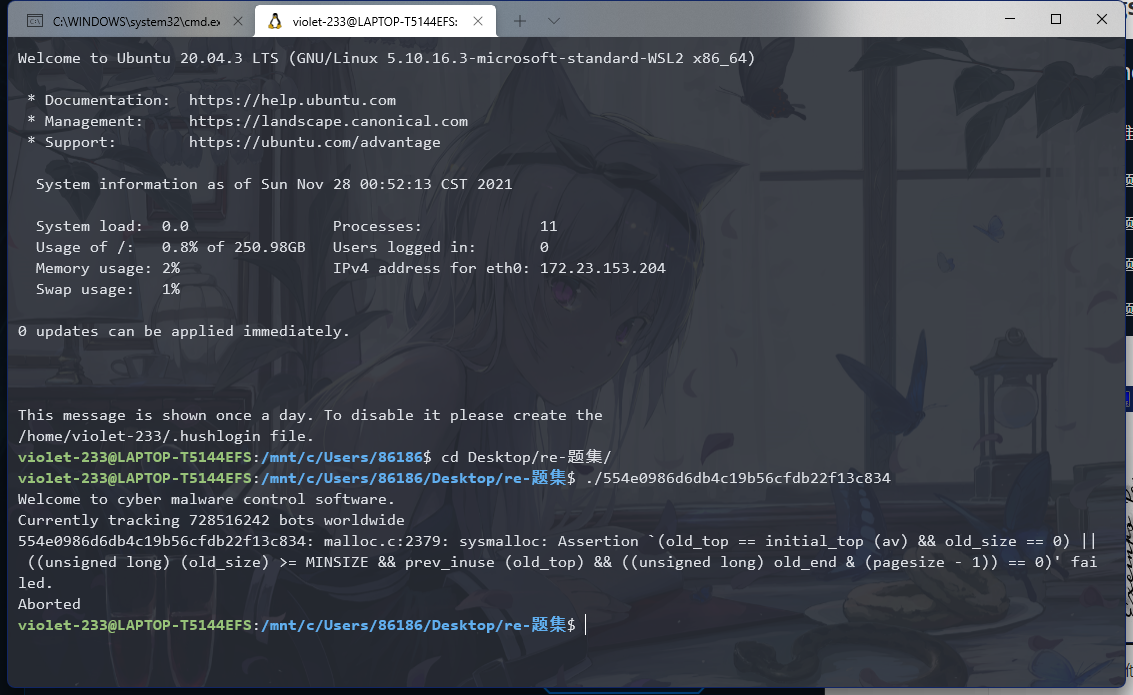 C:\WINDOWS\system32\cmd.ex
violet-233@LAPTOP-T5144EFS:
Welcome to Ubuntu 20.04.3 LTS (GNU/Linux 5.10.16.3-microsoft-standard-WSL2 x86_64)
* Documentation:  https://help.ubuntu.com
* Management:     https://landscape.canonical.com
* Support:        https://ubuntu.com/advantage
System information as of Sun Nov 28 00:52:13 CST 2021
System load:  0.0                Processes:             11
Usage of /:   0.8% of 250.98GB   Users logged in:       0
Memory usage: 2%                 IPv4 address for eth0: 172.23.153.204
Swap usage:   1%
0 updates can be applied immediately.
This message is shown once a day. To disable it please create the
/home/violet-233/.hushlogin file.
violet-233@LAPTOP-T5144EFS:/mnt/c/Users/86186$ cd Desktop/re-题集/
violet-233@LAPTOP-T5144EFS:/mnt/c/Users/86186/Desktop/re-题集$ ./554e0986d6db4c19b56cfdb22f13c834
Welcome to cyber malware control software.
Currently tracking 728516242 bots worldwide
554e0986d6db4c19b56cfdb22f13c834: malloc.c:2379: sysmalloc: Assertion `(old_top == initial_top (av) && old_size == 0) ||
((unsigned long) (old_size) >= MINSIZE && prev_inuse (old_top) && ((unsigned long) old_end & (pagesize - 1)) == 0)' fai
led.
Aborted
violet-233@LAPTOP-T5144EFS:/mnt/c/Users/86186/Desktop/re-题集$